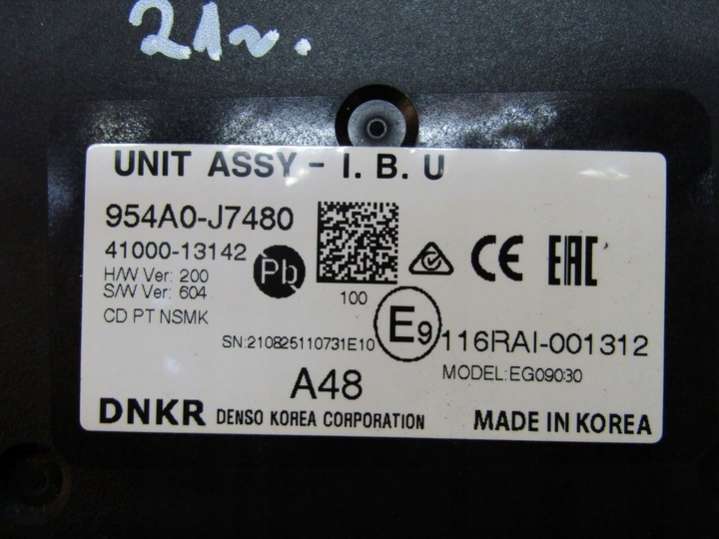 21r.
UNIT ASSY - I. B. U
954A0-J7480
41000-13142
H/W Ver: 200
S/W Ver: 604
CD PT NSMK
Pb
100
CE EAC
E9
116RAI-001312
SN:210825110731E10
MODEL:EG09030
A48
DNKR DENSO KOREA CORPORATION
MADE IN KOREA